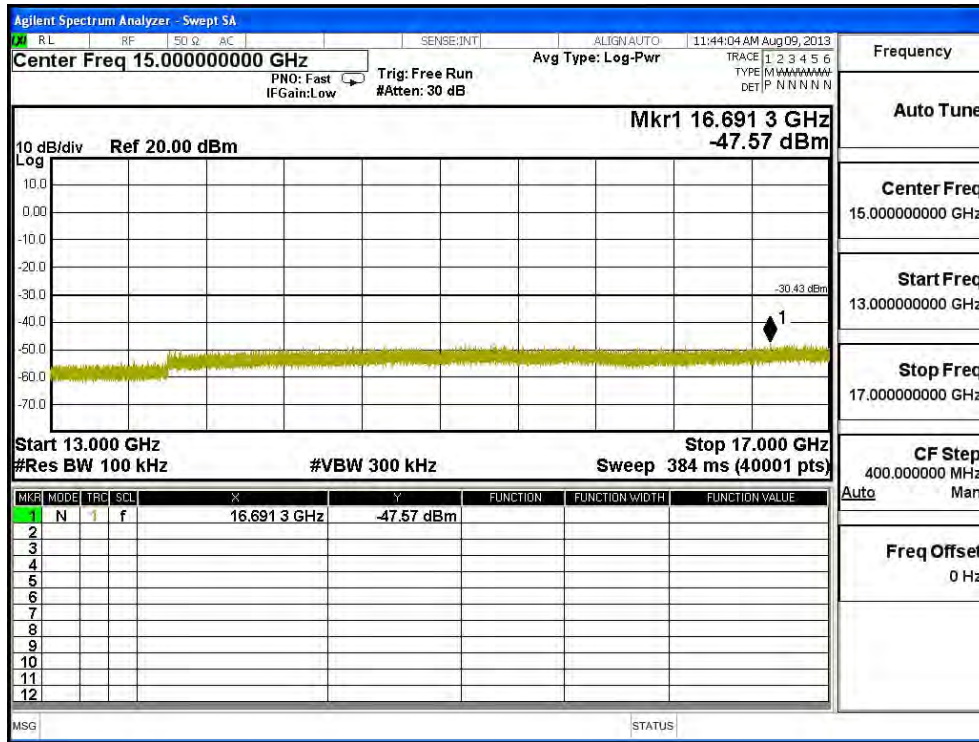 Agilent Spectrum Analyzer - Swept SA
RL RF 50 Ω AC SENSE:INT ALIGN AUTO 11:44:04 AM Aug 09, 2013
Center Freq 15.000000000 GHz
PNO: Fast
IFGain:Low
Trig: Free Run
#Atten: 30 dB
Avg Type: Log-Pwr
TRACE 1 2 3 4 5 6
TYPE M WWWWW
DET P N N N N N
Mkr1 16.691 3 GHz
-47.57 dBm
10 dB/div Ref 20.00 dBm
Log
10.0
0.00
-10.0
-20.0
-30.0
-40.0
-50.0
-60.0
-70.0
-30.43 dBm
1
Start 13.000 GHz Stop 17.000 GHz
#Res BW 100 kHz #VBW 300 kHz Sweep 384 ms (40001 pts)
MKR MODE TRC SCL X Y FUNCTION FUNCTION WIDTH FUNCTION VALUE
1 N 1 f 16.691 3 GHz -47.57 dBm
2
3
4
5
6
7
8
9
10
11
12
MSG STATUS
Frequency
Auto Tune
Center Freq
15.000000000 GHz
Start Freq
13.000000000 GHz
Stop Freq
17.000000000 GHz
CF Step
400.000000 MHz
Auto Man
Freq Offset
0 Hz